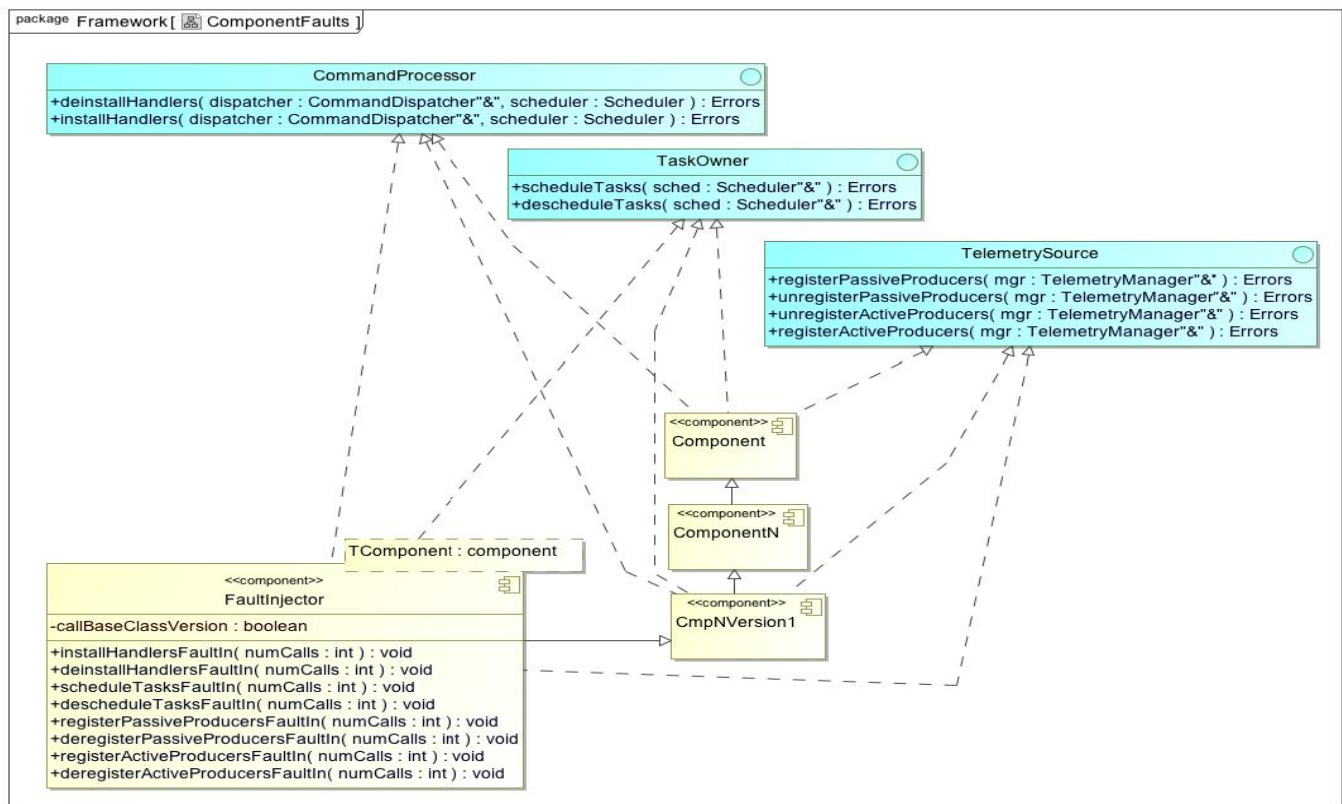 package Framework[ ComponentFaults ]
CommandProcessor
+deinstallHandlers( dispatcher : CommandDispatcher"&", scheduler : Scheduler ) : Errors
+installHandlers( dispatcher : CommandDispatcher"&", scheduler : Scheduler ) : Errors
TaskOwner
+scheduleTasks( sched : Scheduler"&" ) : Errors
+descheduleTasks( sched : Scheduler"&" ) : Errors
TelemetrySource
+registerPassiveProducers( mgr : TelemetryManager"&" ) : Errors
+unregisterPassiveProducers( mgr : TelemetryManager"&" ) : Errors
+unregisterActiveProducers( mgr : TelemetryManager"&" ) : Errors
+registerActiveProducers( mgr : TelemetryManager"&" ) : Errors
<<component>>
Component
<<component>>
ComponentN
<<component>>
CmpNVersion1
TComponent : component
<<component>>
FaultInjector
-callBaseClassVersion : boolean
+installHandlersFaultIn( numCalls : int ) : void
+deinstallHandlersFaultIn( numCalls : int ) : void
+scheduleTasksFaultIn( numCalls : int ) : void
+descheduleTasksFaultIn( numCalls : int ) : void
+registerPassiveProducersFaultIn( numCalls : int ) : void
+deregisterPassiveProducersFaultIn( numCalls : int ) : void
+registerActiveProducersFaultIn( numCalls : int ) : void
+deregisterActiveProducersFaultIn( numCalls : int ) : void